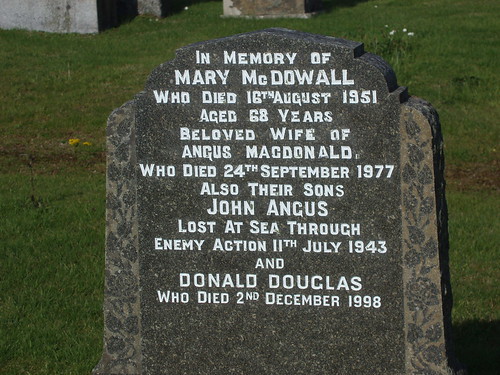 In Memory of
Mary McDowall
Who Died 16th August 1951
Aged 68 Years
Beloved Wife of
Angus Macdonald,
Who Died 24th September 1977
Also Their Sons
John Angus
Lost At Sea Through
Enemy Action 11th July 1943
and
Donald Douglas
Who Died 2nd December 1998